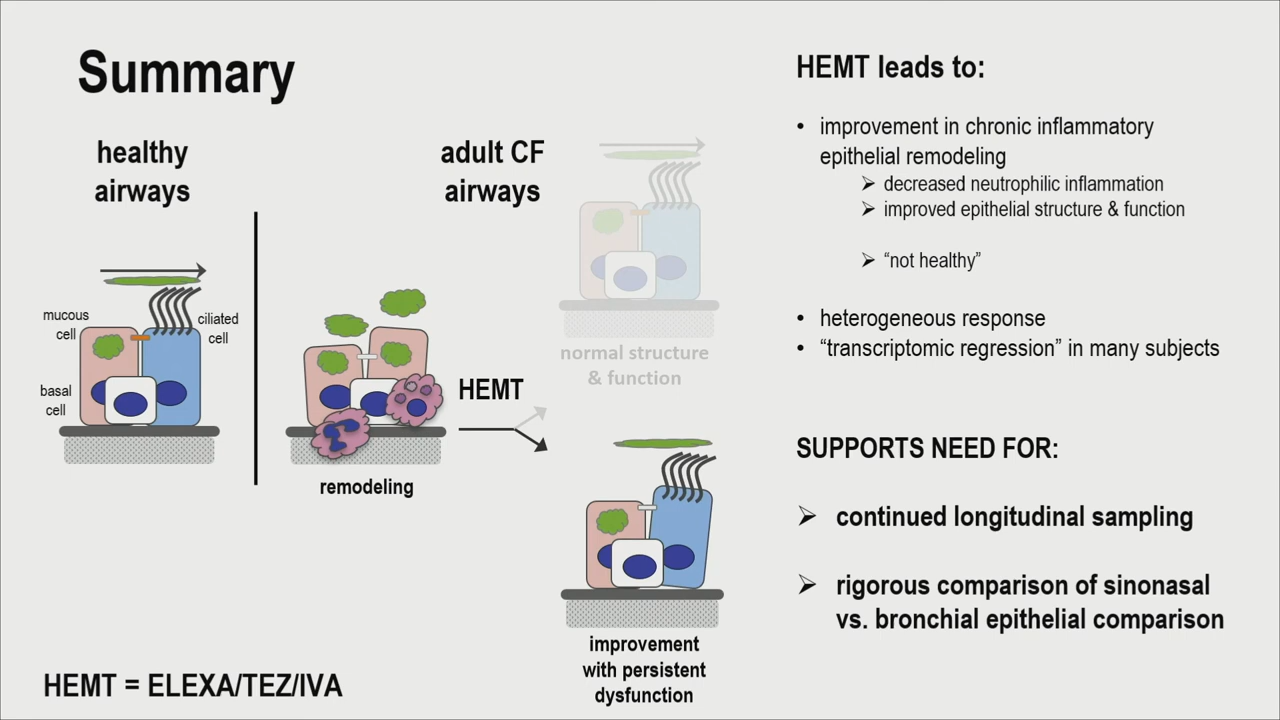 Summary
healthy
airways
adult CF
airways
mucous
cell
ciliated
cell
basal
cell
remodeling
HEMT
normal structure
& function
improvement
with persistent
dysfunction
HEMT = ELEXA/TEZ/IVA
HEMT leads to:
• improvement in chronic inflammatory
epithelial remodeling
➢ decreased neutrophilic inflammation
➢ improved epithelial structure & function
➢ “not healthy”
• heterogeneous response
• “transcriptomic regression” in many subjects
SUPPORTS NEED FOR:
➢ continued longitudinal sampling
➢ rigorous comparison of sinonasal
vs. bronchial epithelial comparison